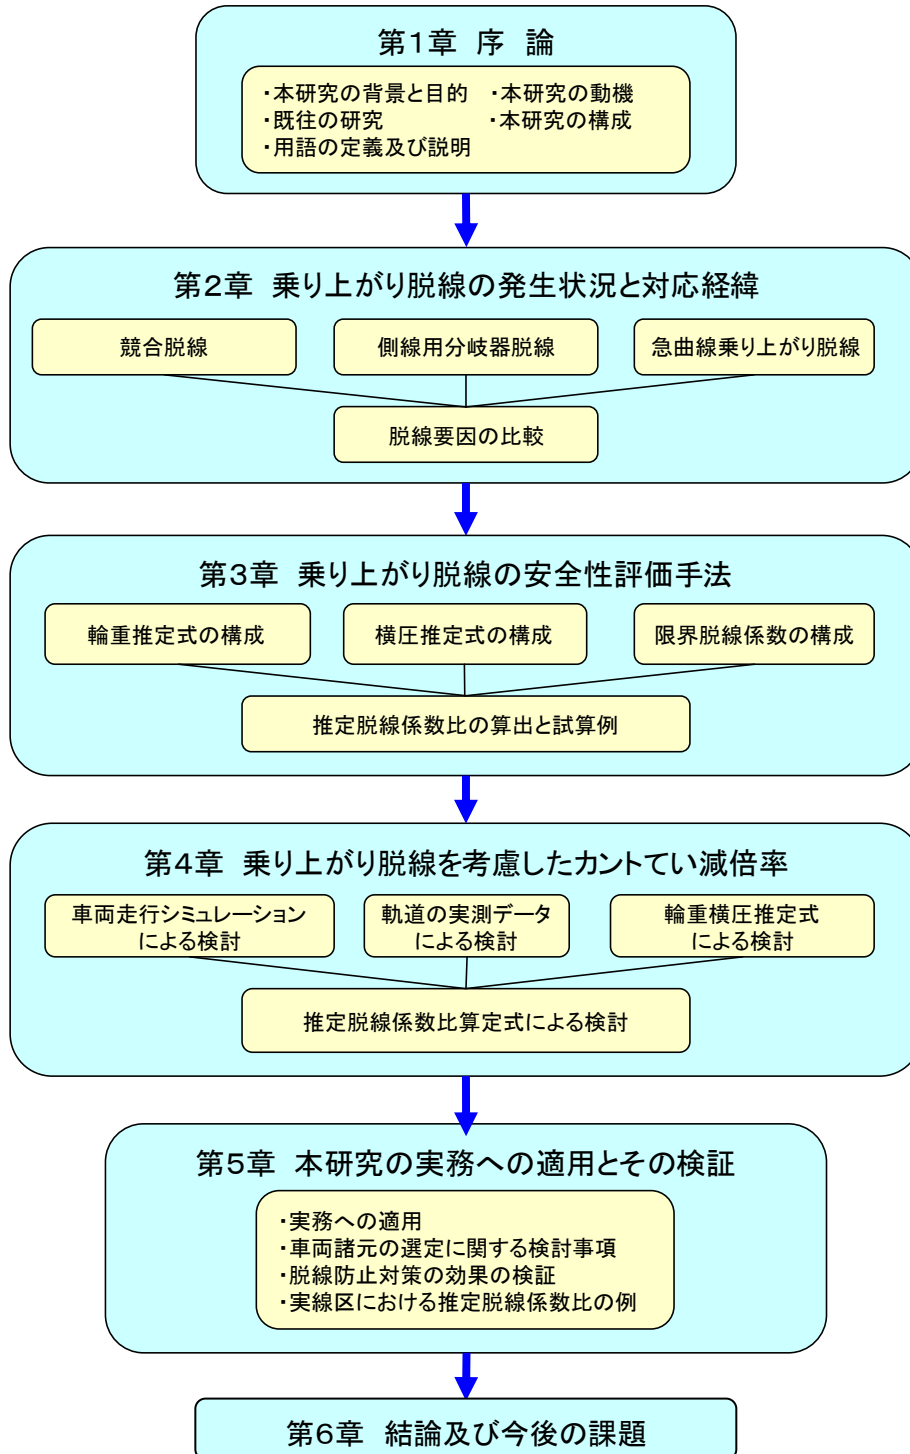 第1章 序 論
・本研究の背景と目的 ・本研究の動機
・既往の研究 ・本研究の構成
・用語の定義及び説明
第2章 乗り上がり脱線の発生状況と対応経緯
競合脱線 側線用分岐器脱線 急曲線乗り上がり脱線
脱線要因の比較
第3章 乗り上がり脱線の安全性評価手法
輪重推定式の構成 横圧推定式の構成 限界脱線係数の構成
推定脱線係数比の算出と試算例
第4章 乗り上がり脱線を考慮したカントてい減倍率
車両走行シミュレーション
による検討
軌道の実測データ
による検討
輪重横圧推定式
による検討
推定脱線係数比算定式による検討
第5章 本研究の実務への適用とその検証
・実務への適用
・車両諸元の選定に関する検討事項
・脱線防止対策の効果の検証
・実線区における推定脱線係数比の例
第6章 結論及び今後の課題